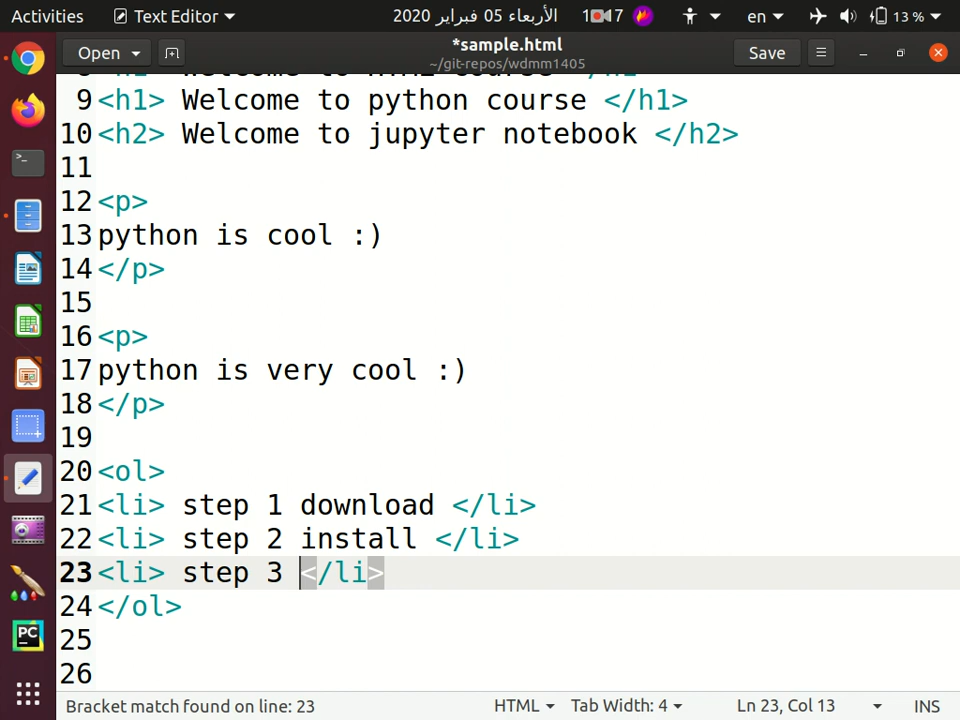 Activities
Text Editor
الأربعاء 05 فبراير 2020
1
7
en
13 %
Open
*sample.html
~/git-repos/wdmm1405
Save
9 <h1> Welcome to python course </h1>
10 <h2> Welcome to jupyter notebook </h2>
11
12 <p>
13 python is cool :)
14 </p>
15
16 <p>
17 python is very cool :)
18 </p>
19
20 <ol>
21 <li> step 1 download </li>
22 <li> step 2 install </li>
23 <li> step 3 </li>
24 </ol>
25
26
Bracket match found on line: 23
HTML
Tab Width: 4
Ln 23, Col 13
INS
PC